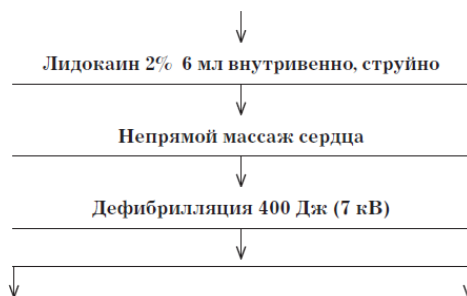 Лидокаин 2% 6 мл внутривенно, струйно
Непрямой массаж сердца
Дефибрилляция 400 Дж (7 кВ)